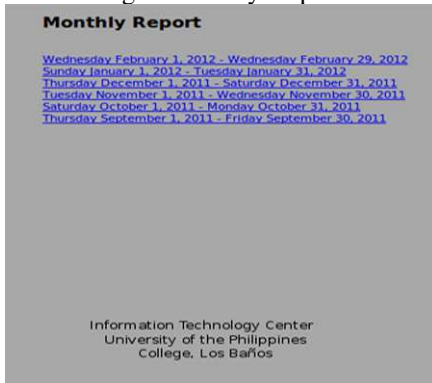 Monthly Report
Wednesday February 1, 2012 - Wednesday February 29, 2012
Sunday January 1, 2012 - Tuesday January 31, 2012
Thursday December 1, 2011 - Saturday December 31, 2011
Tuesday November 1, 2011 - Wednesday November 30, 2011
Saturday October 1, 2011 - Monday October 31, 2011
Thursday September 1, 2011 - Friday September 30, 2011
Information Technology Center
University of the Philippines
College, Los Baños